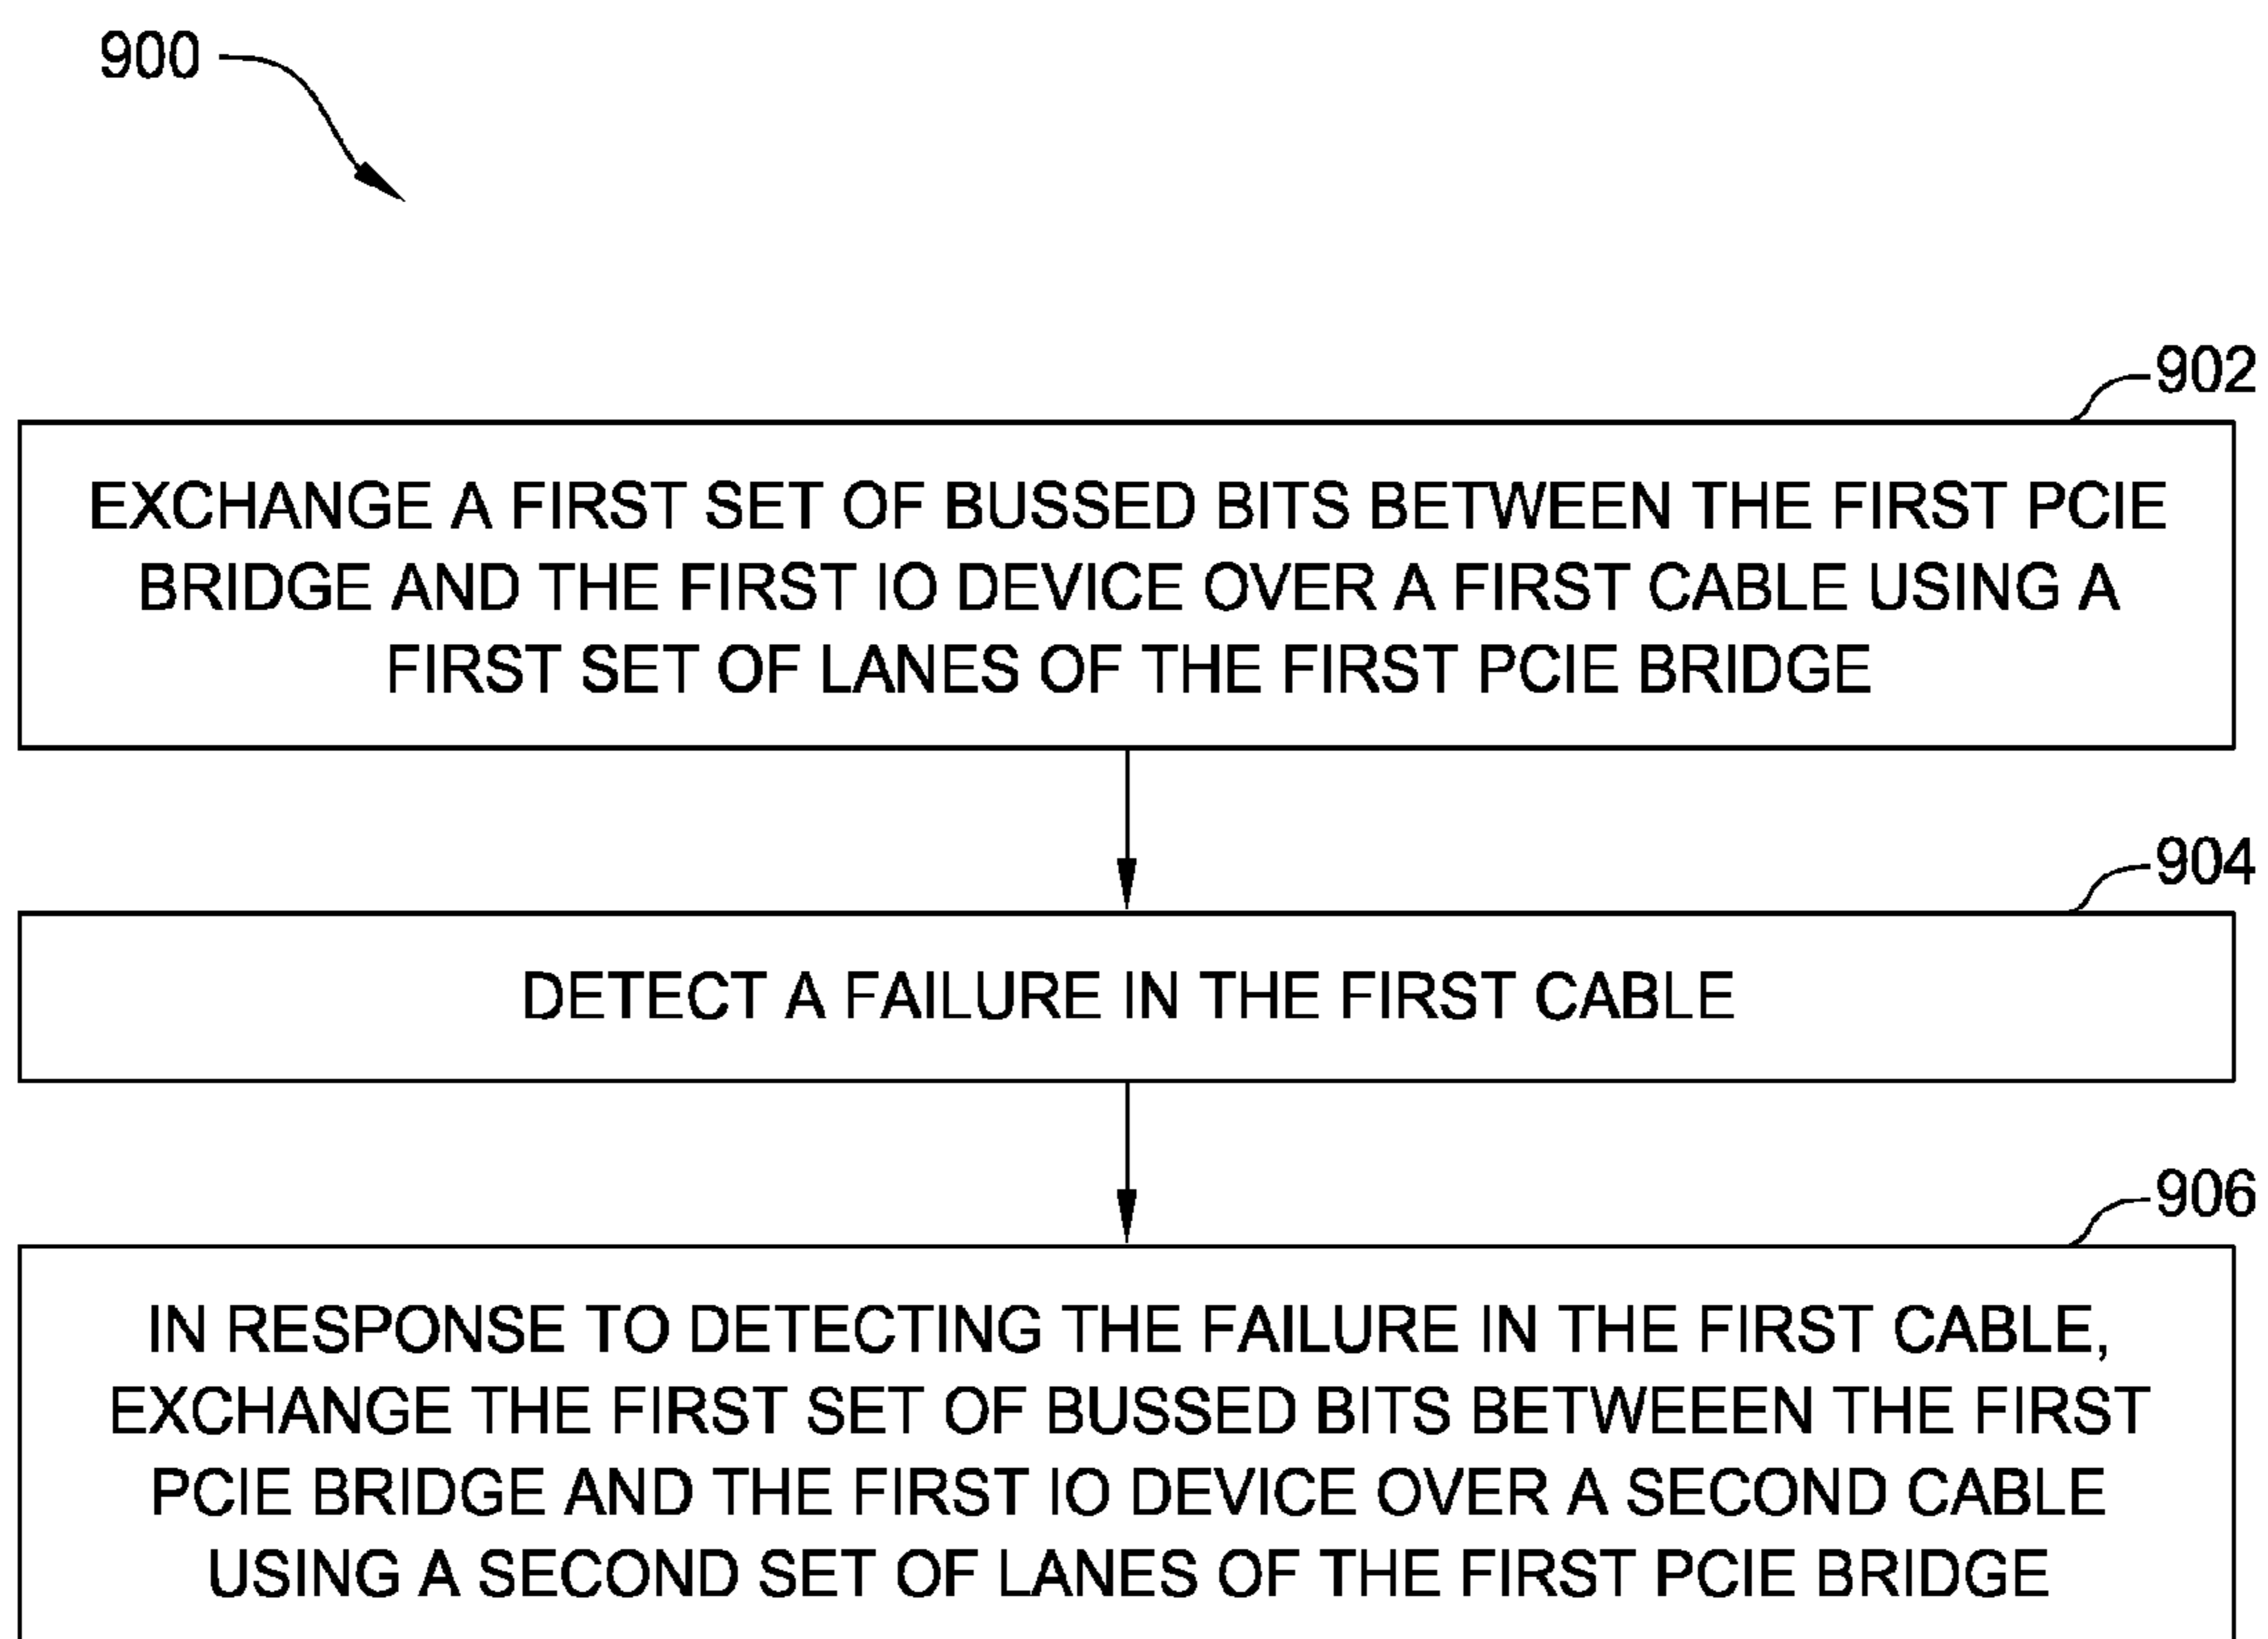 900
902
EXCHANGE A FIRST SET OF BUSSED BITS BETWEEN THE FIRST PCIE
BRIDGE AND THE FIRST IO DEVICE OVER A FIRST CABLE USING A
FIRST SET OF LANES OF THE FIRST PCIE BRIDGE
904
DETECT A FAILURE IN THE FIRST CABLE
906
IN RESPONSE TO DETECTING THE FAILURE IN THE FIRST CABLE,
EXCHANGE THE FIRST SET OF BUSSED BITS BETWEEEN THE FIRST
PCIE BRIDGE AND THE FIRST IO DEVICE OVER A SECOND CABLE
USING A SECOND SET OF LANES OF THE FIRST PCIE BRIDGE